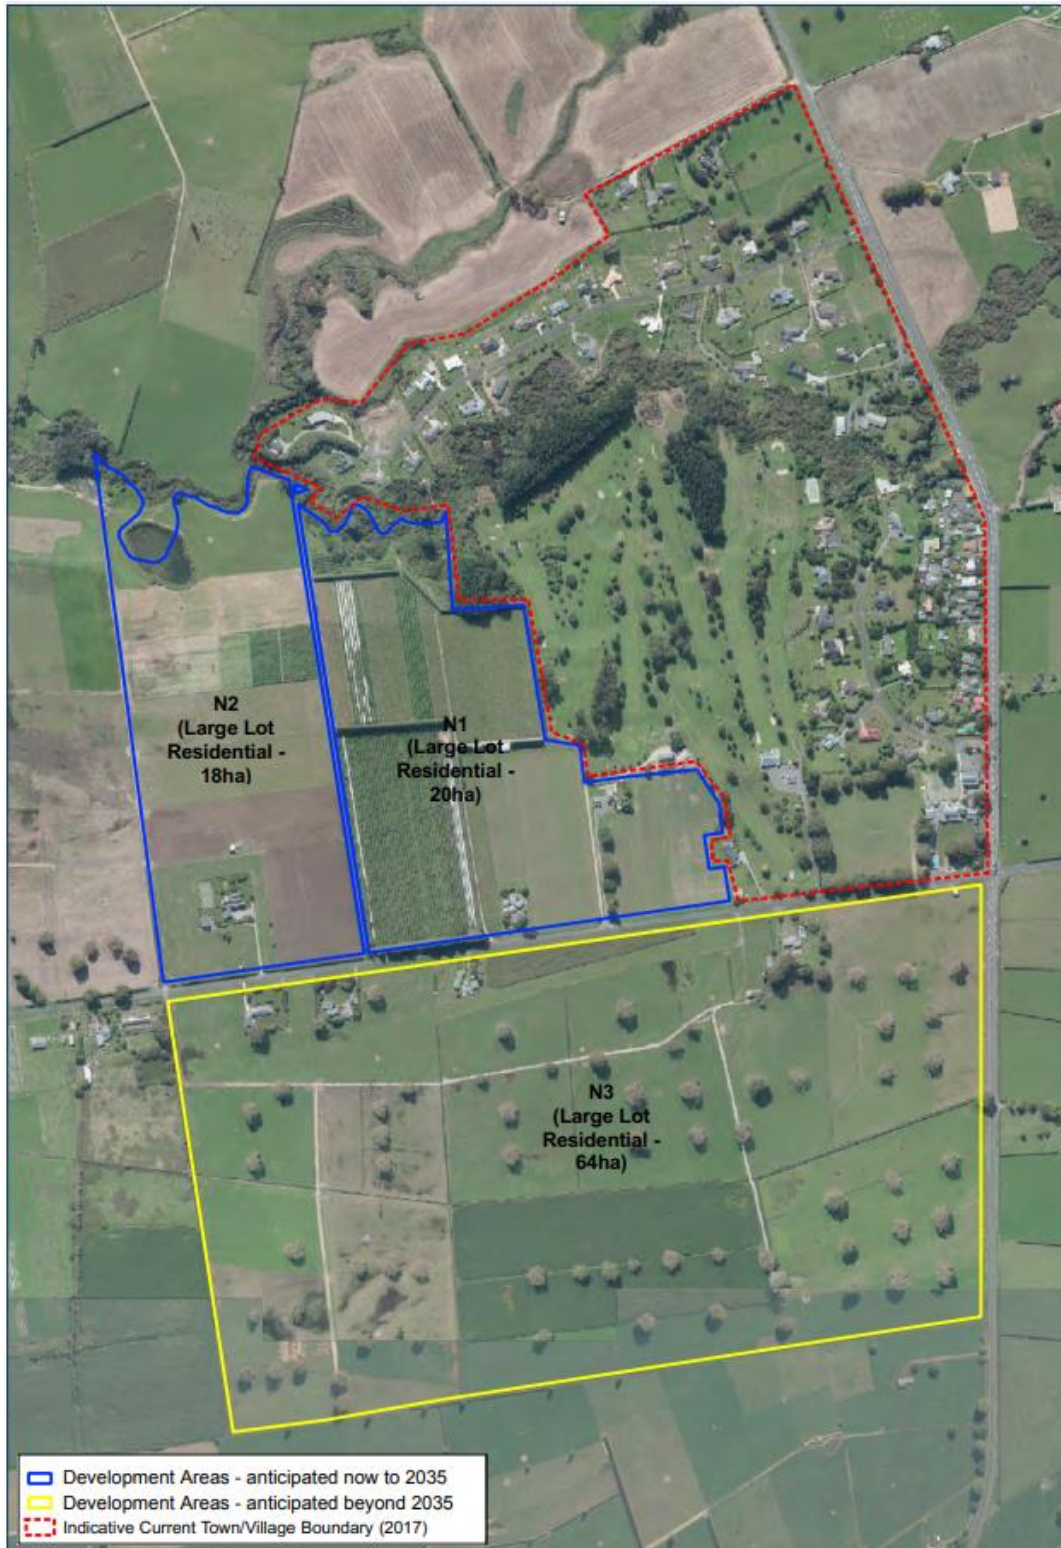 N2
(Large Lot
Residential -
18ha)
N1
(Large Lot
Residential -
20ha)
N3
(Large Lot
Residential -
64ha)
Development Areas - anticipated now to 2035
Development Areas - anticipated beyond 2035
Indicative Current Town/Village Boundary (2017)